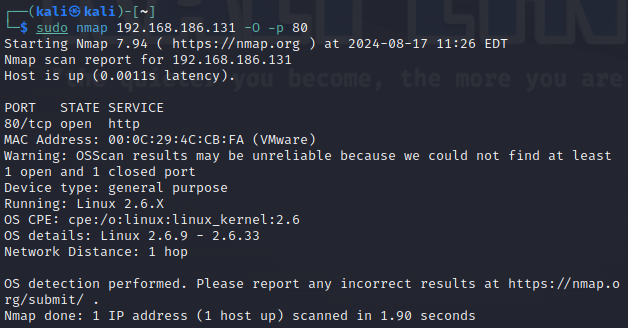 ┌──(kali㉿kali)-[~]
└─$ sudo nmap 192.168.186.131 -O -p 80
Starting Nmap 7.94 ( https://nmap.org ) at 2024-08-17 11:26 EDT
Nmap scan report for 192.168.186.131
Host is up (0.0011s latency).
you become, the more you are

PORT   STATE SERVICE
80/tcp open  http
MAC Address: 00:0C:29:4C:CB:FA (VMware)
Warning: OSScan results may be unreliable because we could not find at least
1 open and 1 closed port
Device type: general purpose
Running: Linux 2.6.X
OS CPE: cpe:/o:linux:linux_kernel:2.6
OS details: Linux 2.6.9 - 2.6.33
Network Distance: 1 hop

OS detection performed. Please report any incorrect results at https://nmap.o
rg/submit/ .
Nmap done: 1 IP address (1 host up) scanned in 1.90 seconds